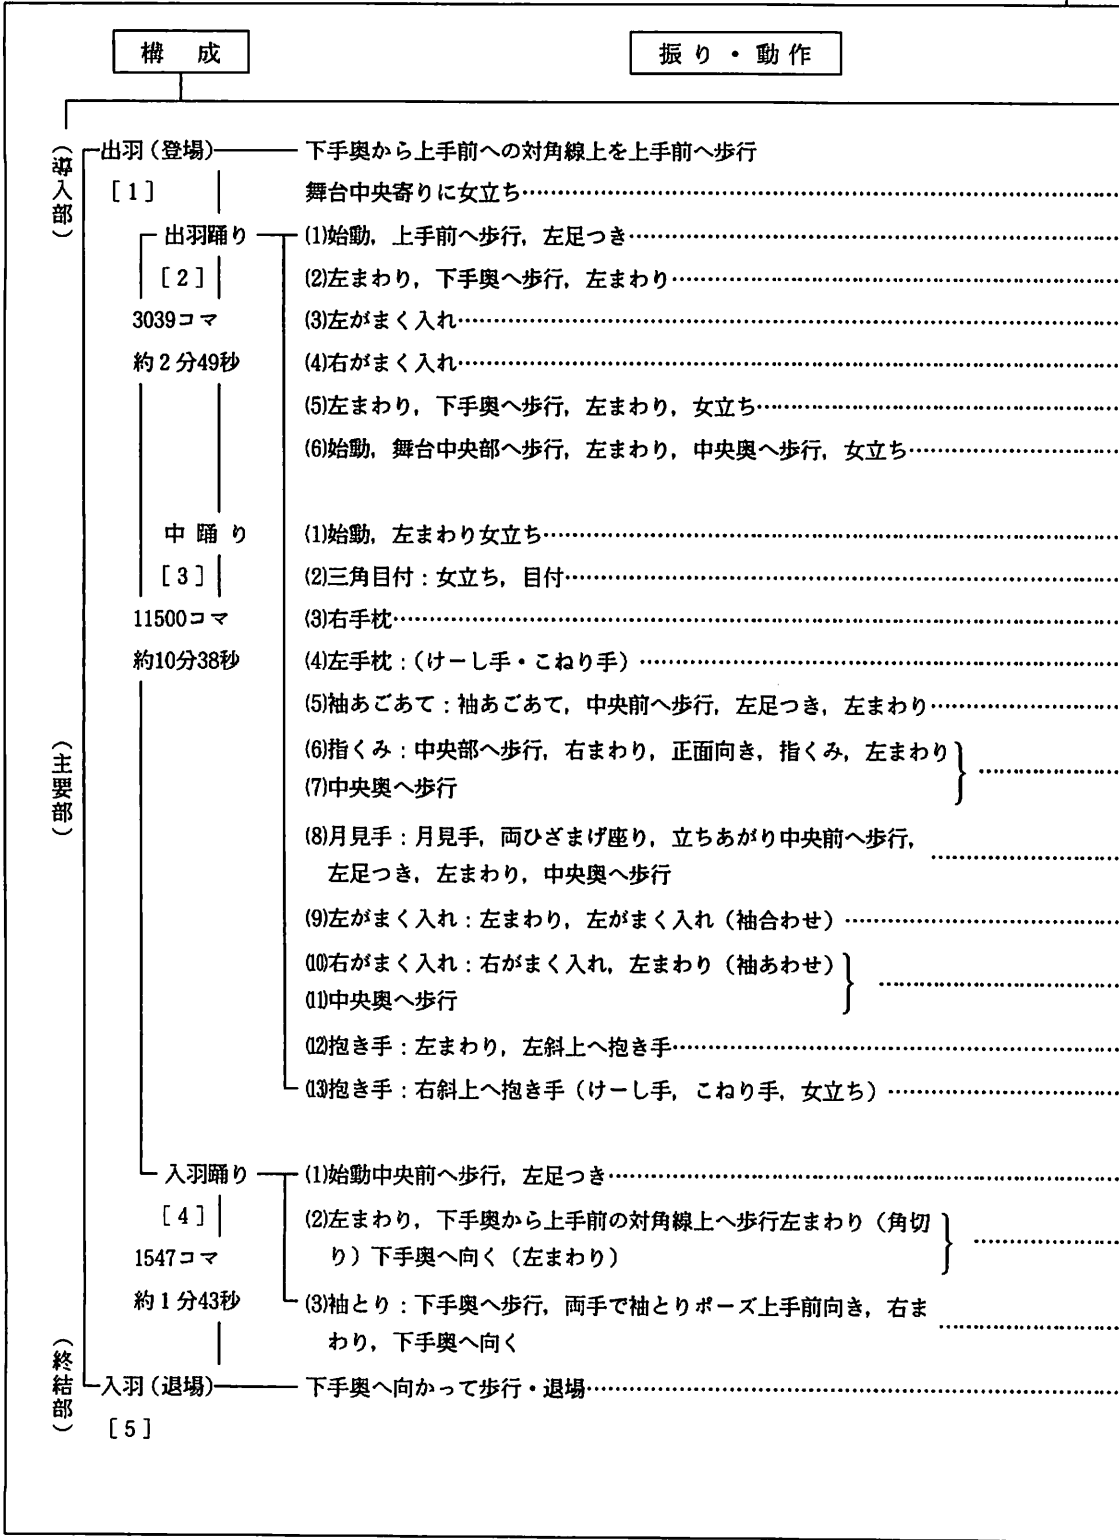 構成
振り・動作
（導入部）
出羽（登場）
下手奥から上手前への対角線上を上手前へ歩行
［1］
舞台中央寄りに女立ち……
出羽踊り
(1)始動，上手前へ歩行，左足つき……
［2］
(2)左まわり，下手奥へ歩行，左まわり……
3039コマ
(3)左がまく入れ……
約2分49秒
(4)右がまく入れ……
(5)左まわり，下手奥へ歩行，左まわり，女立ち……
(6)始動，舞台中央部へ歩行，左まわり，中央奥へ歩行，女立ち……
（主要部）
中踊り
(1)始動，左まわり女立ち……
［3］
(2)三角目付：女立ち，目付……
11500コマ
(3)右手枕……
約10分38秒
(4)左手枕：（けーし手・こねり手）……
(5)袖あごあて：袖あごあて，中央前へ歩行，左足つき，左まわり……
(6)指くみ：中央部へ歩行，右まわり，正面向き，指くみ，左まわり
(7)中央奥へ歩行
(8)月見手：月見手，両ひざまげ座り，立ちあがり中央前へ歩行，
左足つき，左まわり，中央奥へ歩行
(9)左がまく入れ：左まわり，左がまく入れ（袖合わせ）……
(10)右がまく入れ：右がまく入れ，左まわり（袖あわせ）
(11)中央奥へ歩行
(12)抱き手：左まわり，左斜上へ抱き手……
(13)抱き手：右斜上へ抱き手（けーし手，こねり手，女立ち）……
入羽踊り
(1)始動中央前へ歩行，左足つき……
［4］
(2)左まわり，下手奥から上手前の対角線上へ歩行左まわり（角切
り）下手奥へ向く（左まわり）
1547コマ
約1分43秒
(3)袖とり：下手奥へ歩行，両手で袖とりポーズ上手前向き，右ま
わり，下手奥へ向く
（終結部）
入羽（退場）
下手奥へ向かって歩行・退場……
［5］